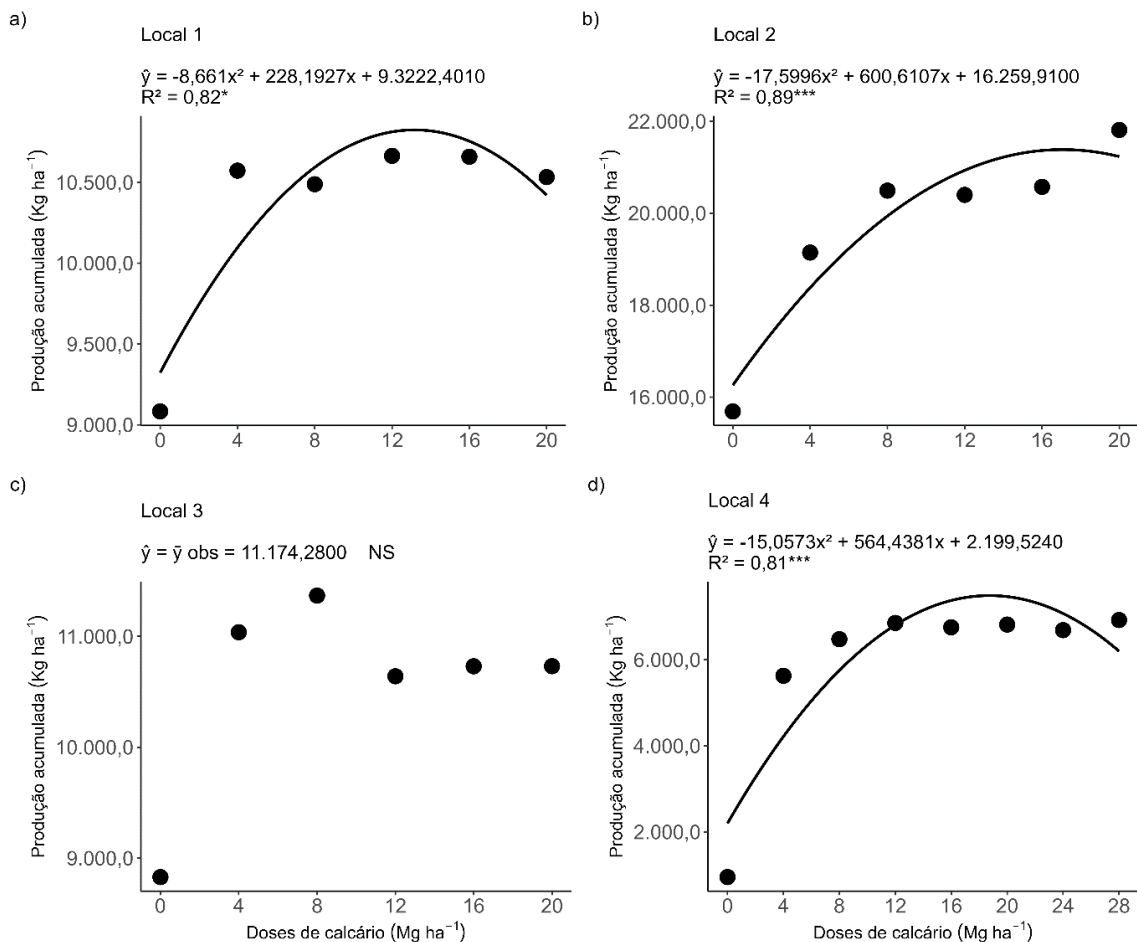 a)
Local 1
ŷ = -8,661x² + 228,1927x + 9.3222,4010
R² = 0,82*
Produção acumulada (Kg ha⁻¹)
10.500,0
10.000,0
9.500,0
9.000,0
0 4 8 12 16 20
b)
Local 2
ŷ = -17,5996x² + 600,6107x + 16.259,9100
R² = 0,89***
Produção acumulada (Kg ha⁻¹)
22.000,0
20.000,0
18.000,0
16.000,0
0 4 8 12 16 20
c)
Local 3
ŷ = ȳ obs = 11.174,2800 NS
Produção acumulada (Kg ha⁻¹)
11.000,0
10.000,0
9.000,0
0 4 8 12 16 20
Doses de calcário (Mg ha⁻¹)
d)
Local 4
ŷ = -15,0573x² + 564,4381x + 2.199,5240
R² = 0,81***
Produção acumulada (Kg ha⁻¹)
6.000,0
4.000,0
2.000,0
0 4 8 12 16 20 24 28
Doses de calcário (Mg ha⁻¹)